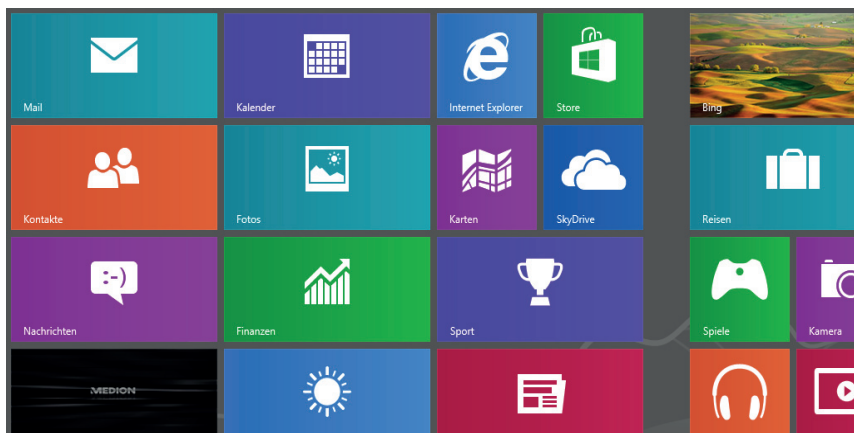 Mail
Kalender
Internet Explorer
Store
Bing
Kontakte
Fotos
Karten
SkyDrive
Reisen
:-)
Nachrichten
Finanzen
Sport
Spiele
Kamera
MEDION